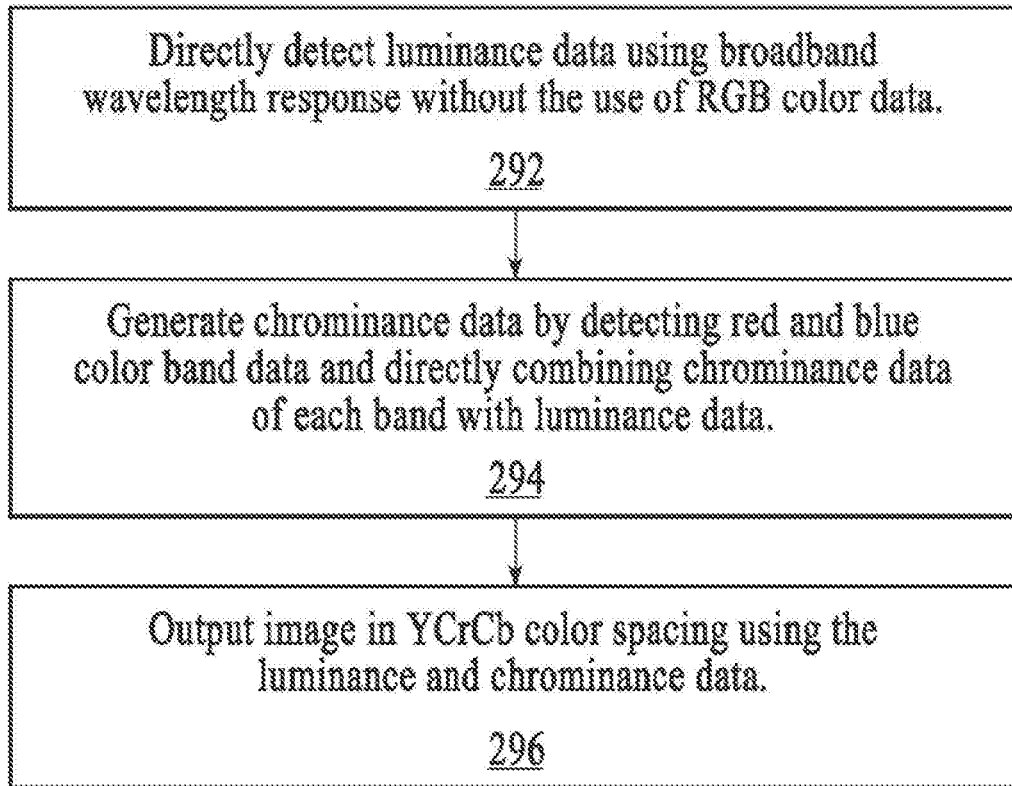 Directly detect luminance data using broadband
wavelength response without the use of RGB color data.
292
Generate chrominance data by detecting red and blue
color band data and directly combining chrominance data
of each band with luminance data.
294
Output image in YCrCb color spacing using the
luminance and chrominance data.
296